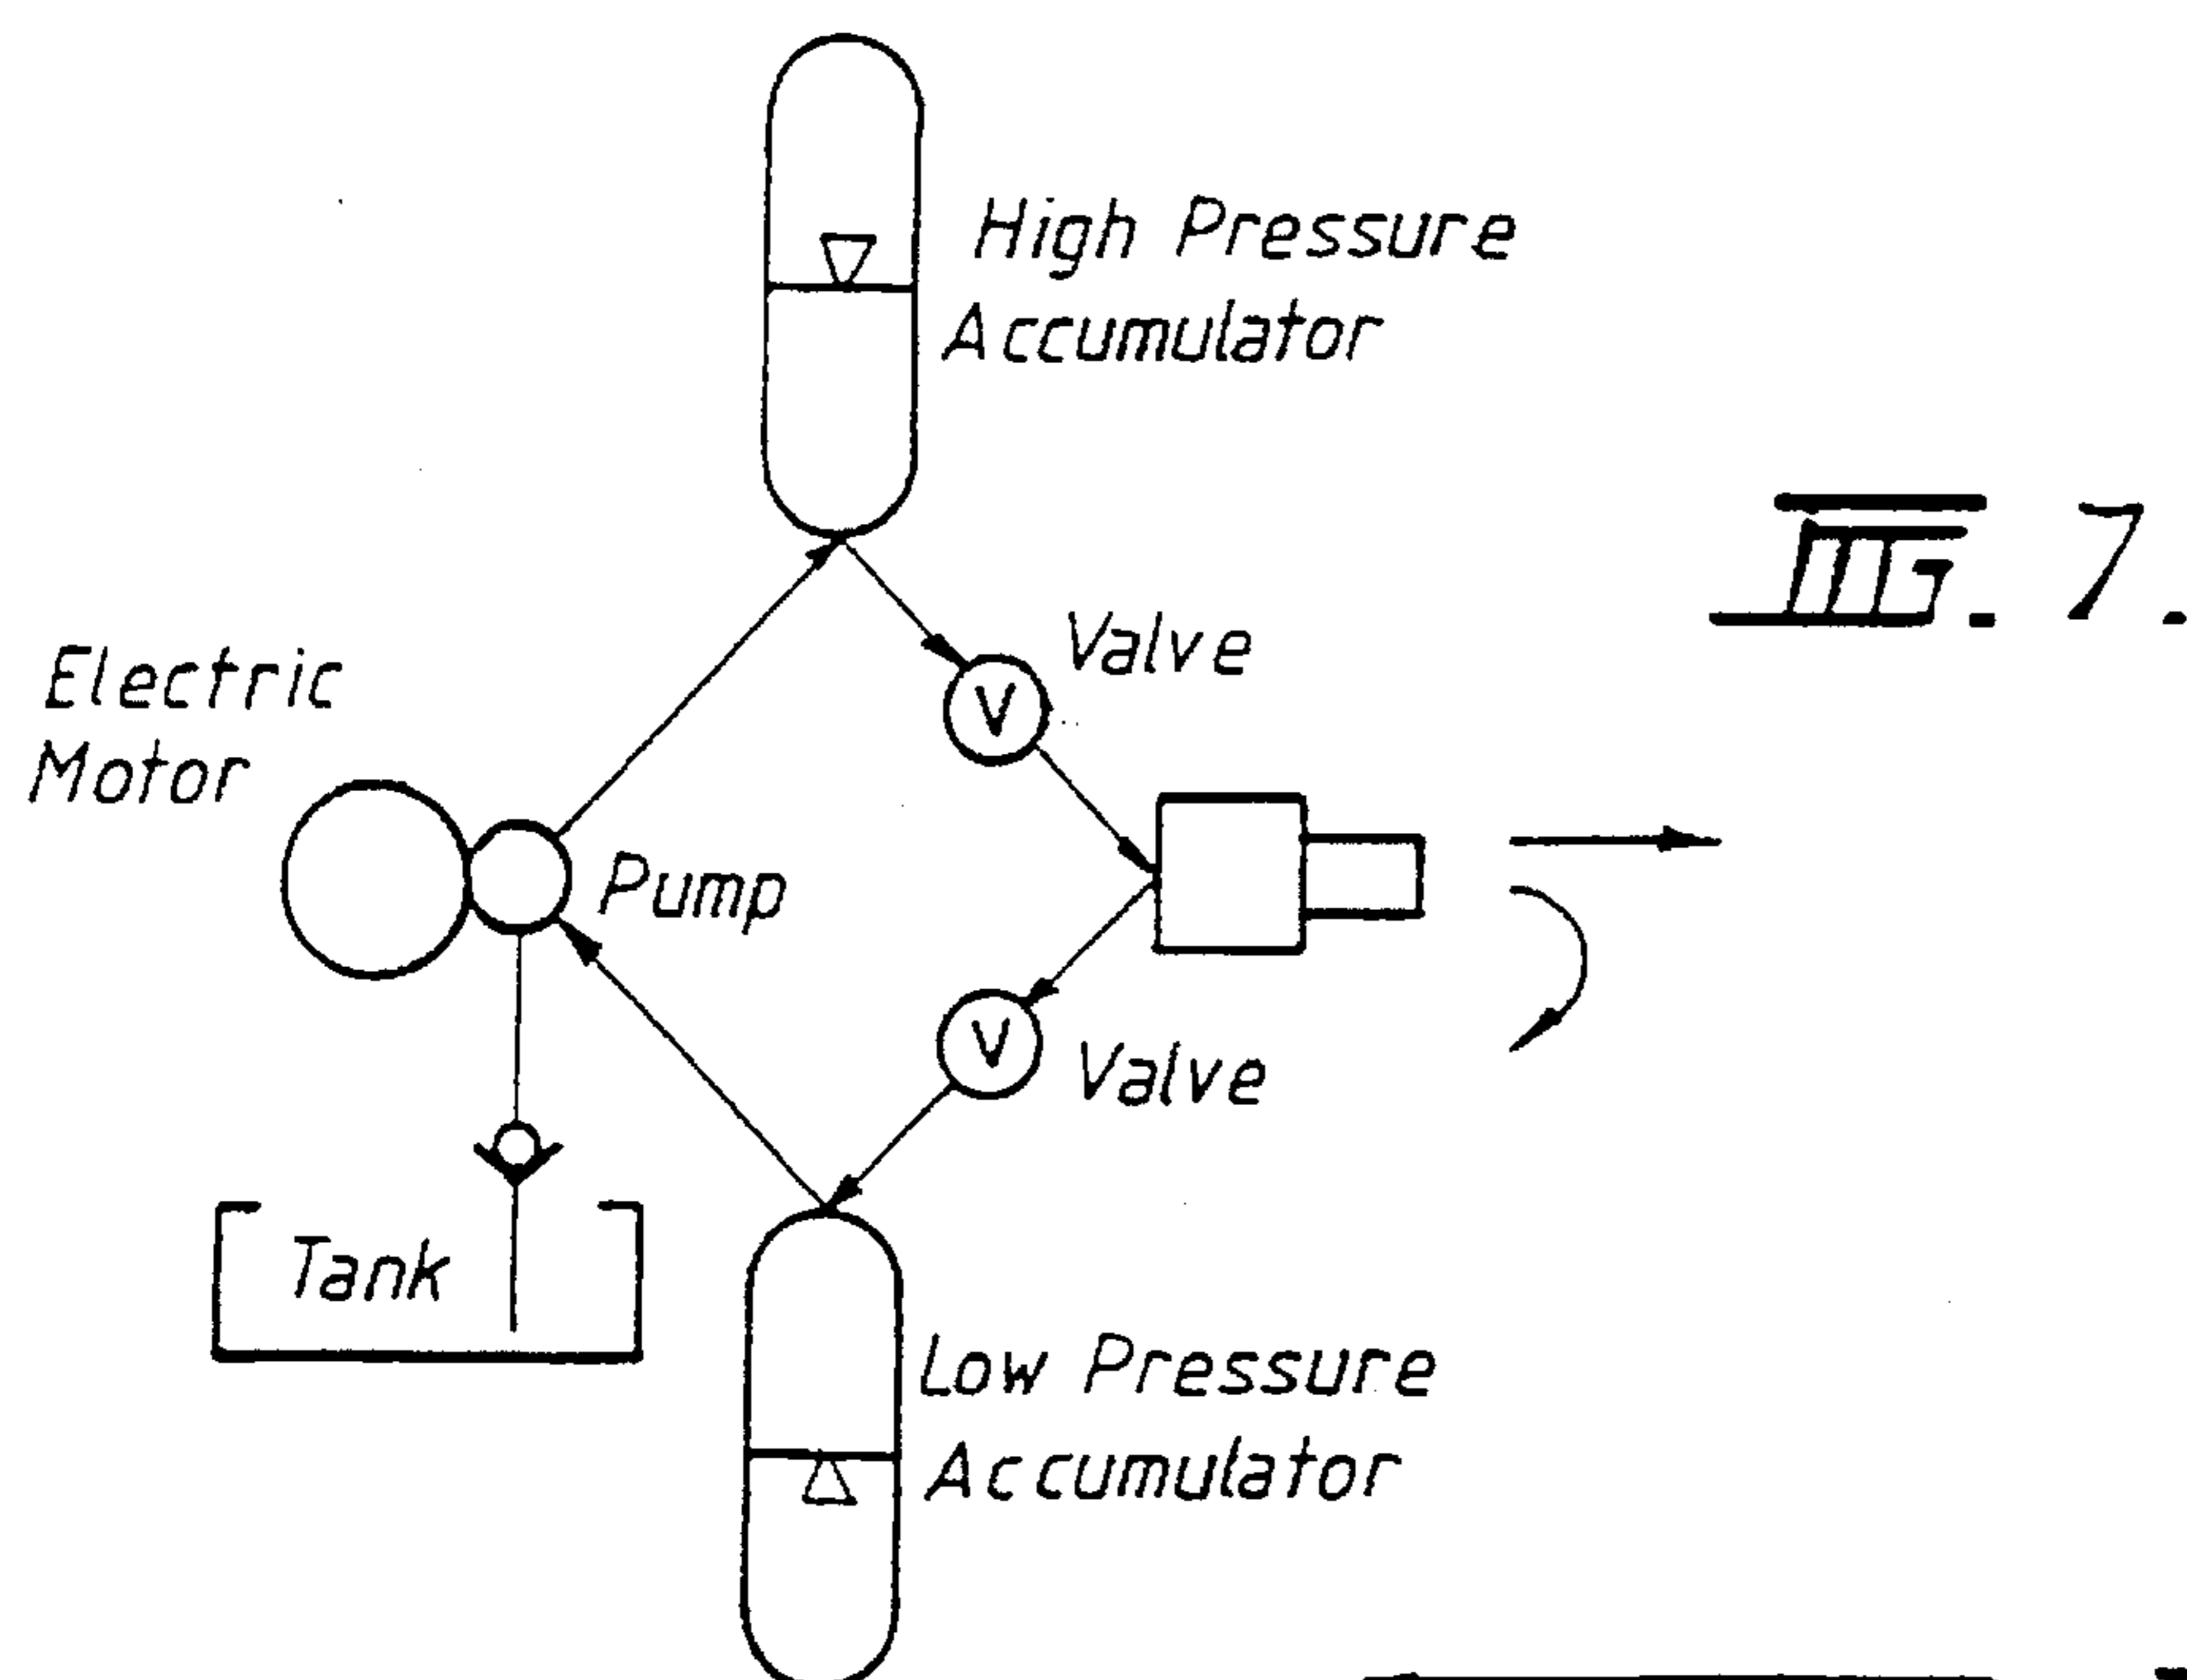 High Pressure
Accumulator
FIG. 7.
Valve
V
Electric
Motor
Pump
V
Valve
Tank
Low Pressure
Accumulator